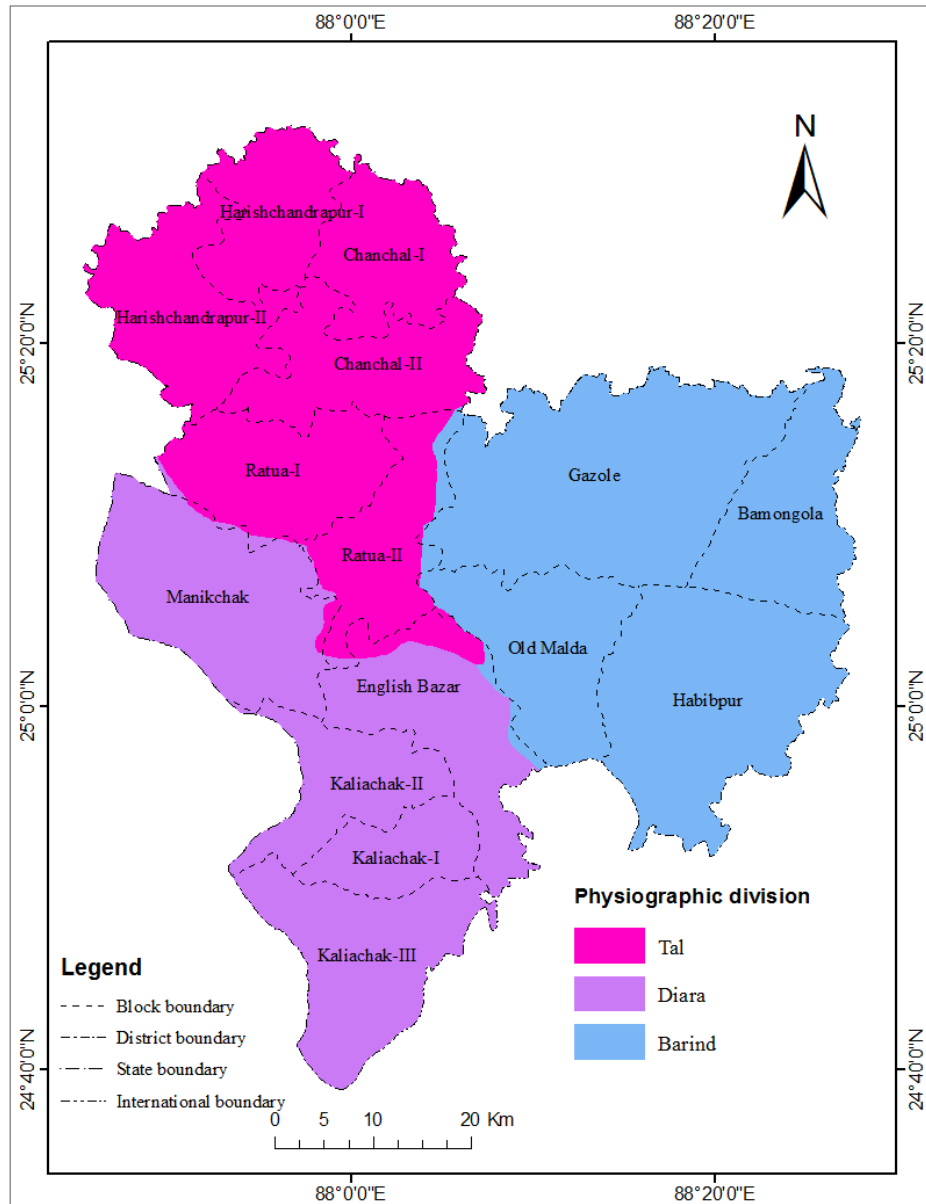 88°0'0"E
88°20'0"E
N
Harishchandrapur-I
Chanchal-I
Harishchandrapur-II
25°20'0"N
25°20'0"N
Chanchal-II
Ratua-I
Gazole
Bamongola
Ratua-II
Manikchak
Old Malda
English Bazar
Habibpur
25°0'0"N
25°0'0"N
Kaliachak-II
Kaliachak-I
Kaliachak-III
Physiographic division
Tal
Diara
Barind
Legend
Block boundary
District boundary
State boundary
International boundary
24°40'0"N
24°40'0"N
0 5 10 20 Km
88°0'0"E
88°20'0"E